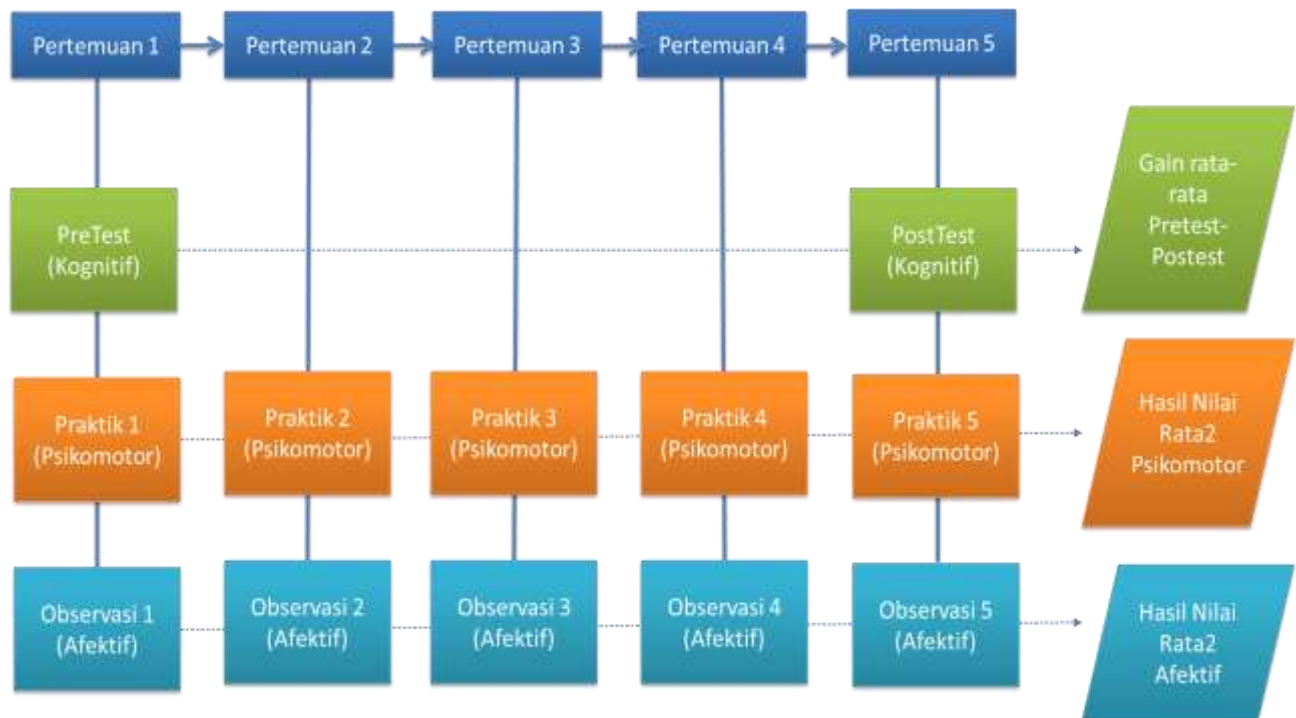 Pertemuan 1
Pertemuan 2
Pertemuan 3
Pertemuan 4
Pertemuan 5
PreTest
(Kognitif)
PostTest
(Kognitif)
Gain rata-
rata
Pretest-
Postest
Praktik 1
(Psikomotor)
Praktik 2
(Psikomotor)
Praktik 3
(Psikomotor)
Praktik 4
(Psikomotor)
Praktik 5
(Psikomotor)
Hasil Nilai
Rata2
Psikomotor
Observasi 1
(Afektif)
Observasi 2
(Afektif)
Observasi 3
(Afektif)
Observasi 4
(Afektif)
Observasi 5
(Afektif)
Hasil Nilai
Rata2
Afektif